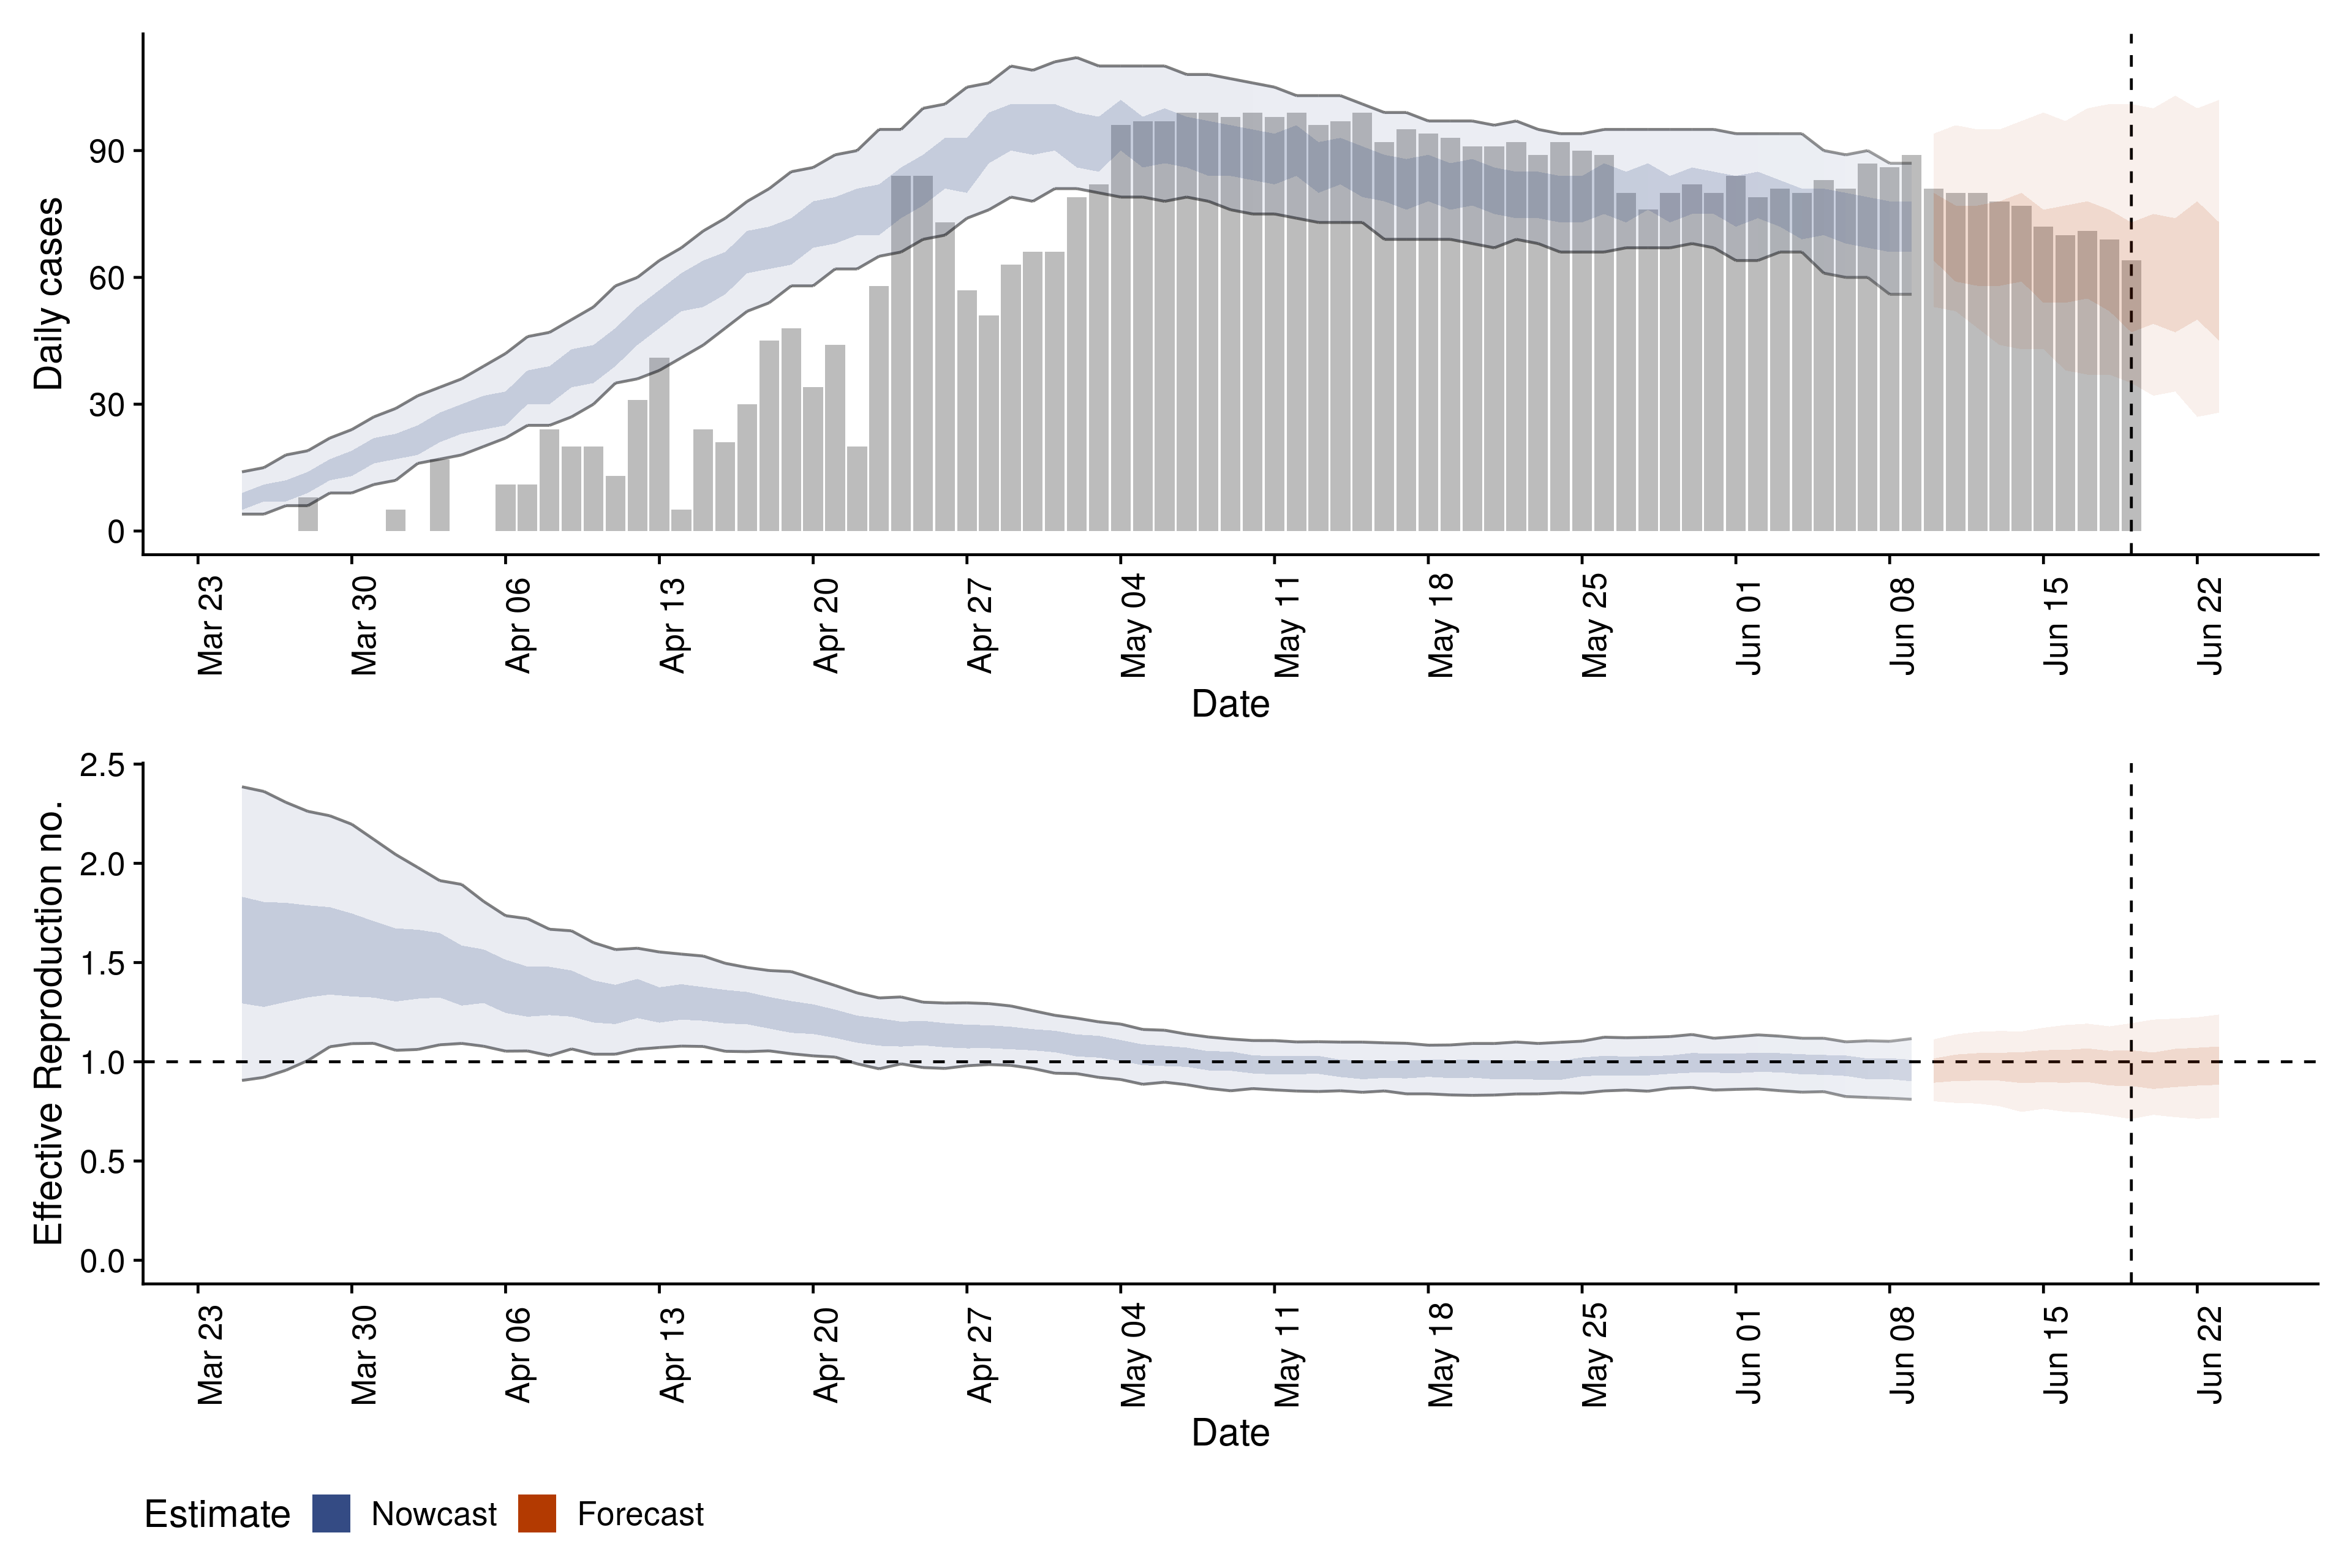 Daily cases
90
60
30
0
Mar 23
Mar 30
Apr 06
Apr 13
Apr 20
Apr 27
May 04
May 11
May 18
May 25
Jun 01
Jun 08
Jun 15
Jun 22
Date
Effective Reproduction no.
2.5
2.0
1.5
1.0
0.5
0.0
Mar 23
Mar 30
Apr 06
Apr 13
Apr 20
Apr 27
May 04
May 11
May 18
May 25
Jun 01
Jun 08
Jun 15
Jun 22
Date
Estimate Nowcast Forecast